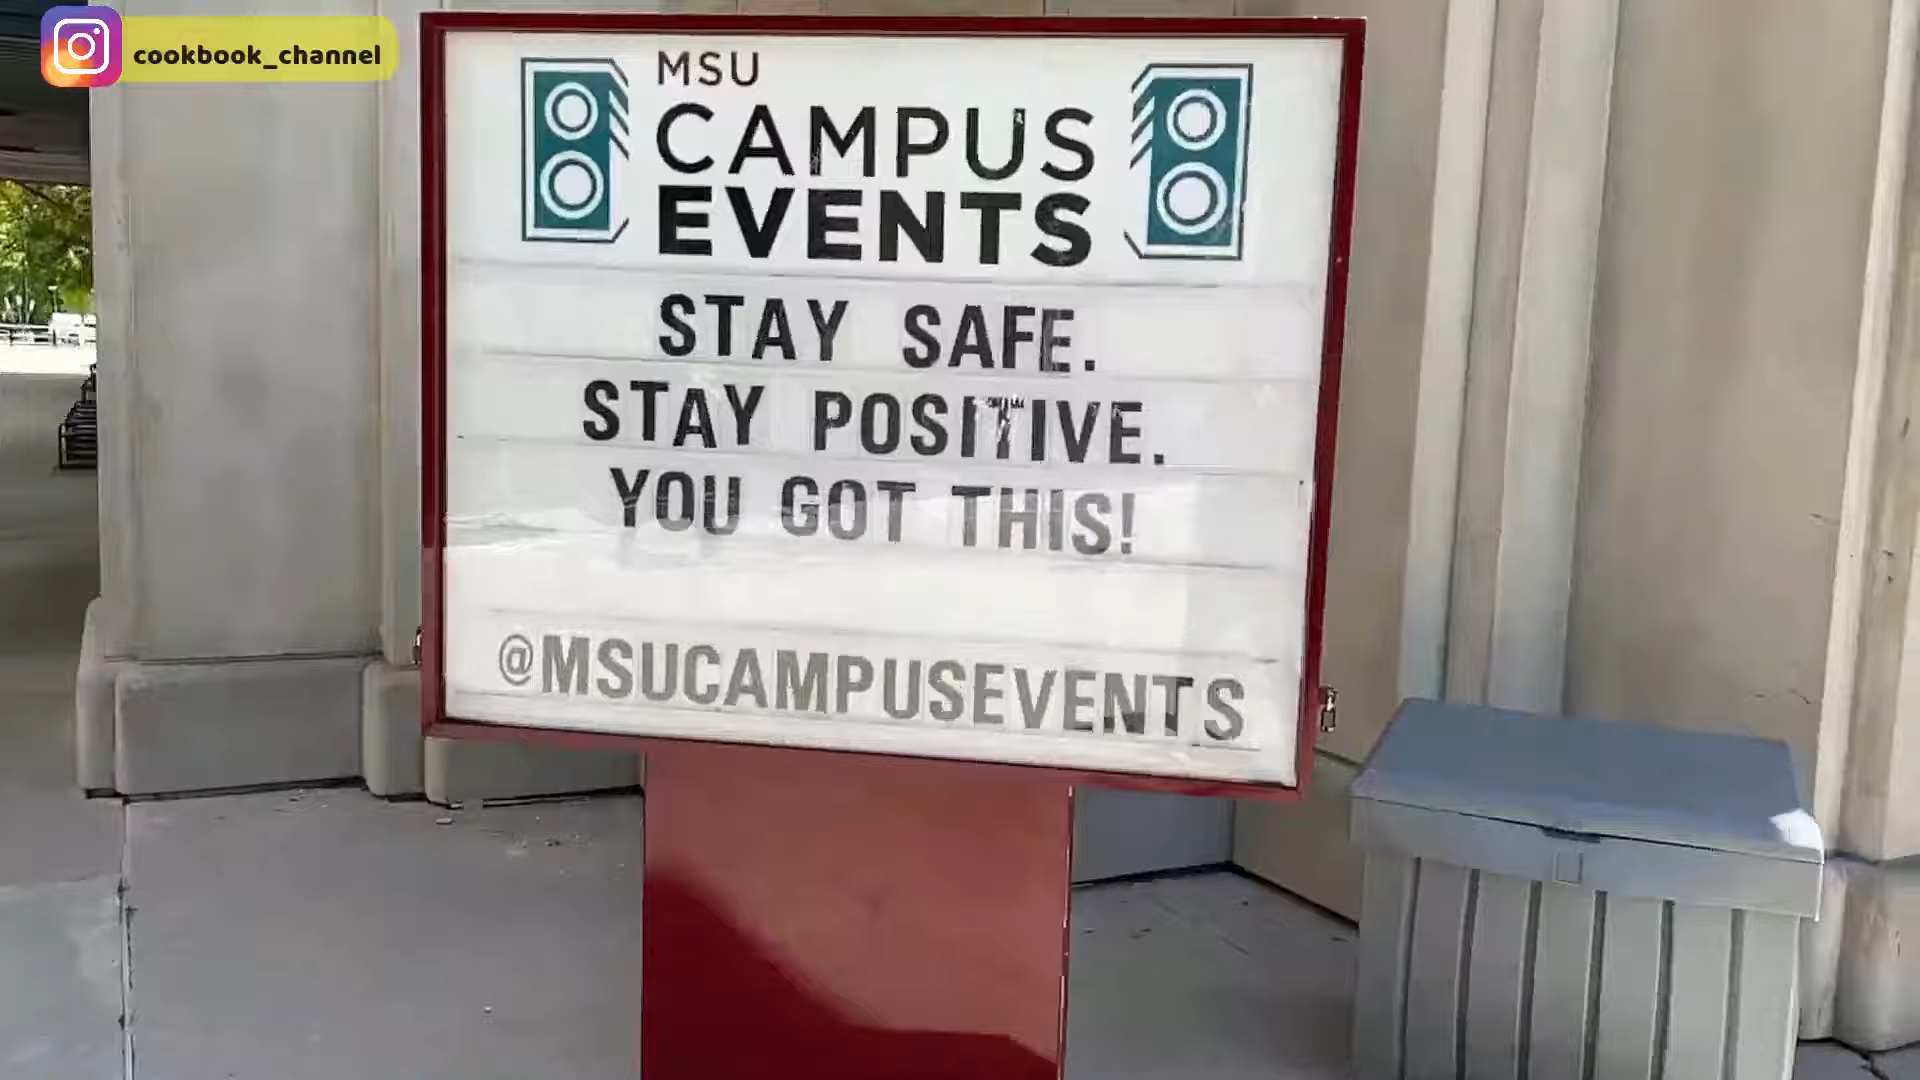 cookbook_channel
MSU
CAMPUS
EVENTS
STAY SAFE.
STAY POSITIVE.
YOU GOT THIS!
@MSUCAMPUSEVENTS